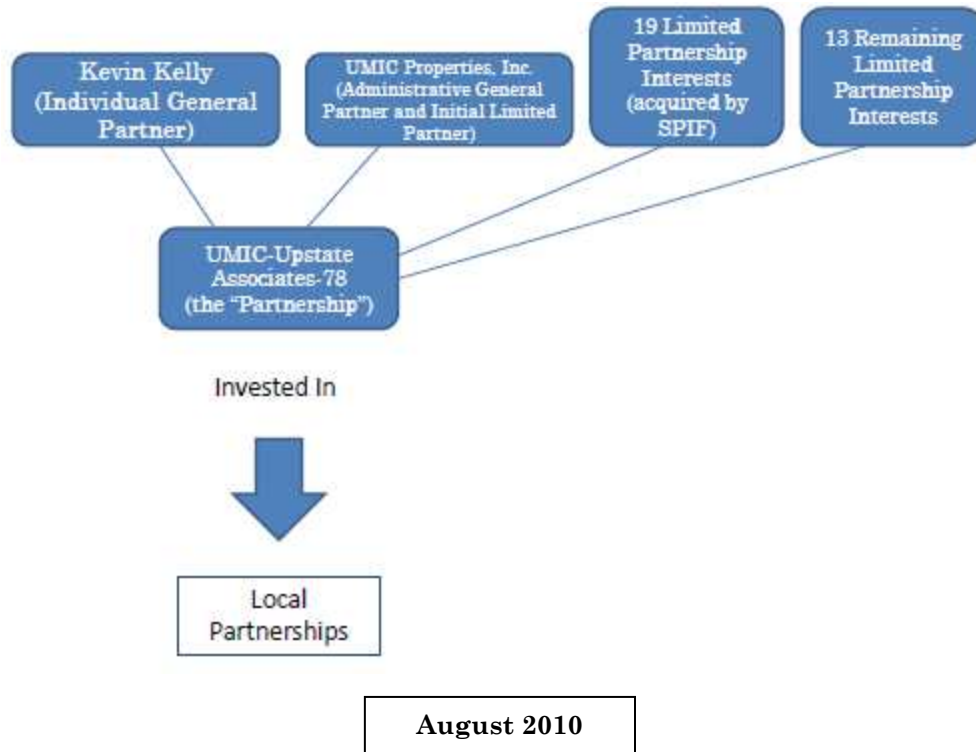 Kevin Kelly
(Individual General
Partner)
UMIC Properties, Inc.
(Administrative General
Partner and Initial Limited
Partner)
19 Limited
Partnership
Interests
(acquired by
SPIF)
13 Remaining
Limited
Partnership
Interests
UMIC-Upstate
Associates-78
(the “Partnership”)
Invested In
Local
Partnerships
August 2010